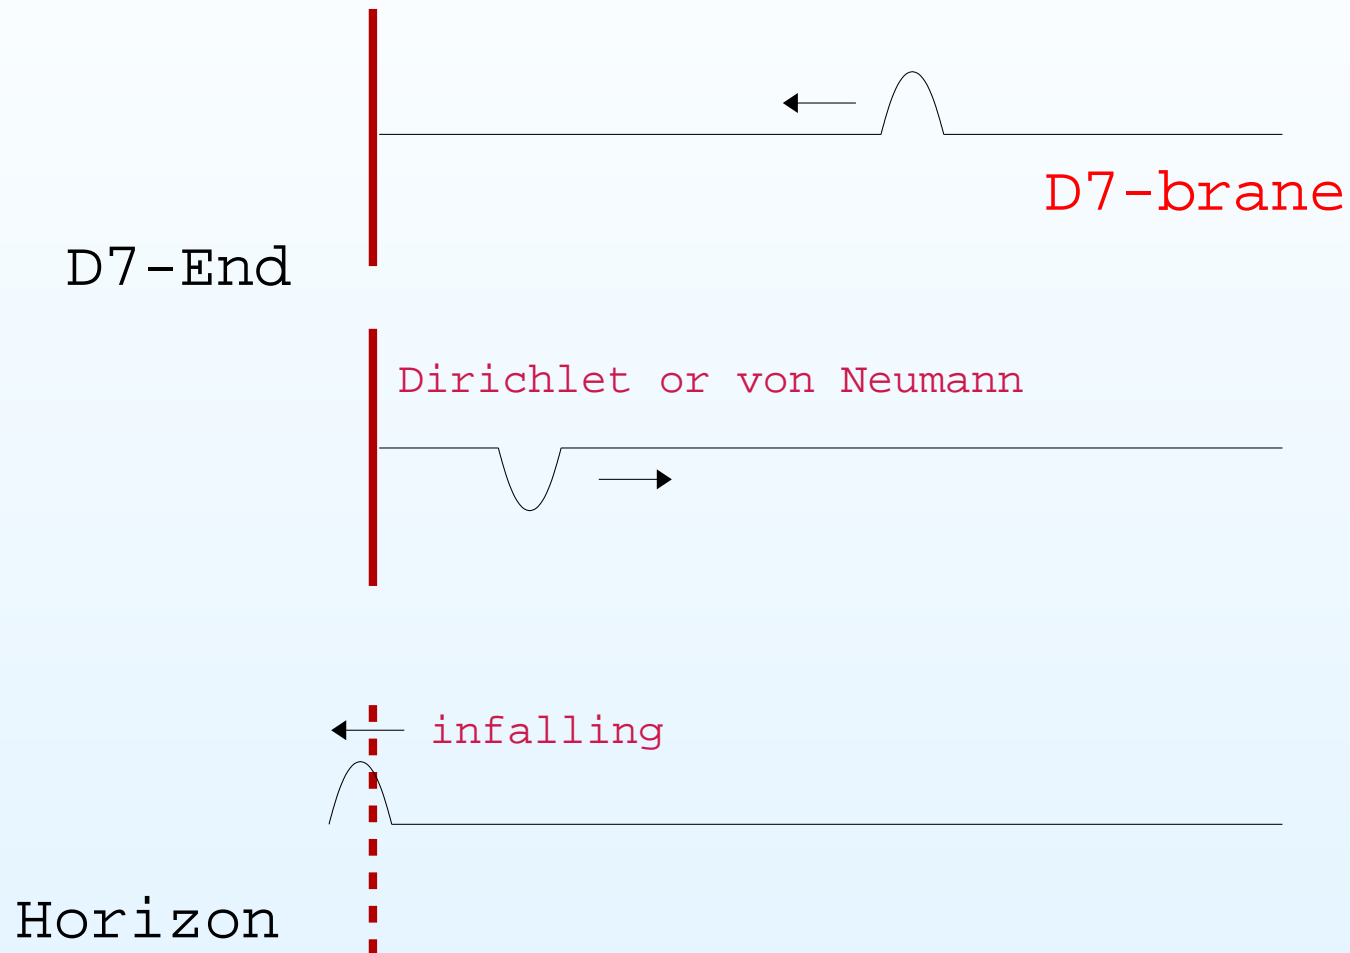 D7-brane
D7-End
Dirichlet or von Neumann
infalling
Horizon